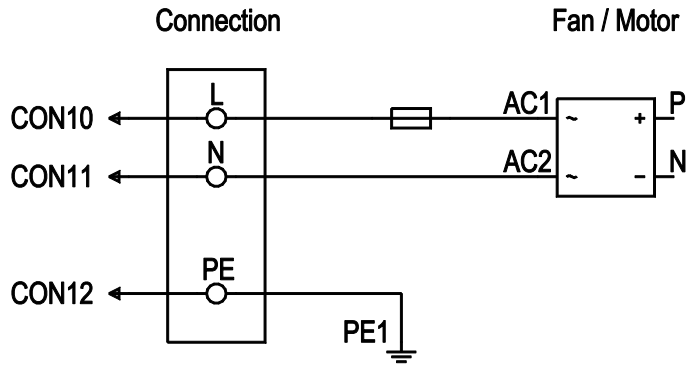 Connection
Fan / Motor
L
CON10
AC1
~
+
P
N
CON11
AC2
~
–
N
PE
CON12
PE1